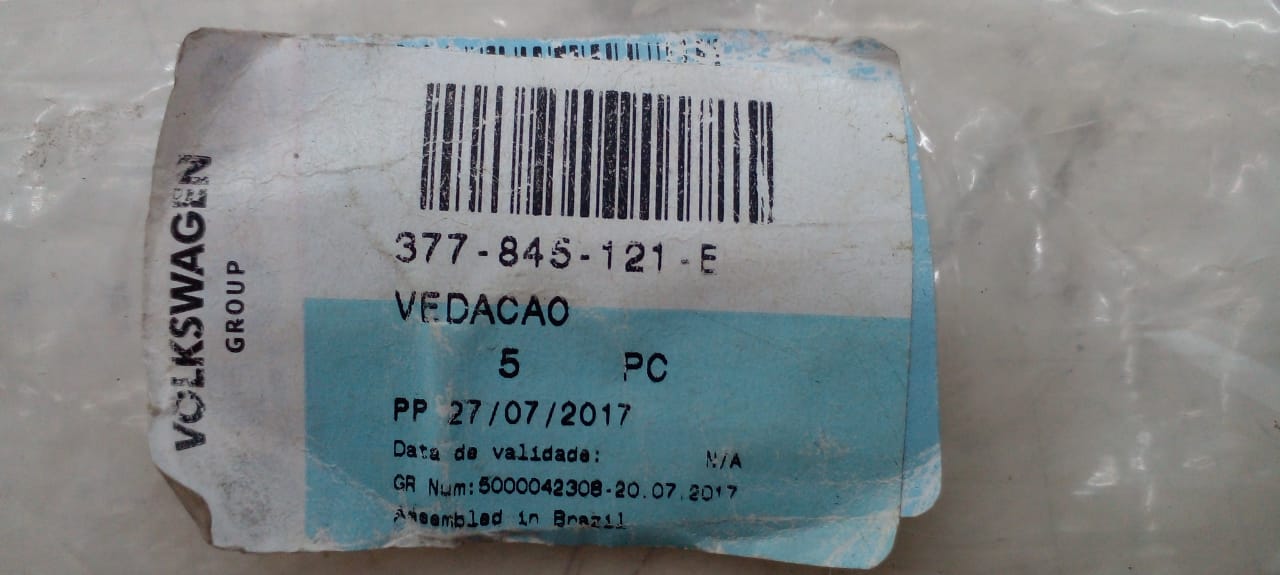 VOLKSWAGEN
GROUP
377-845-121-E
VEDACAO
5 PC
PP 27/07/2017
Data de validade: N/A
GR Num:5000042308-20.07.2017
Assembled in Brazil